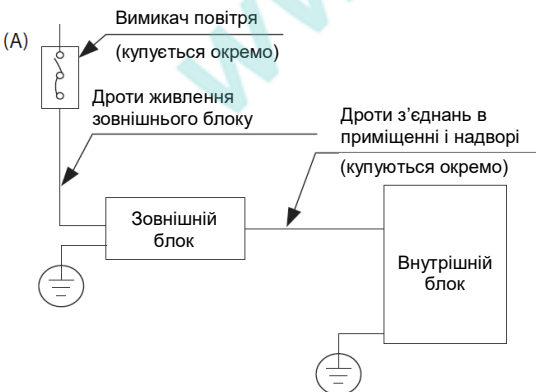 (A)
Вимикач повітря
(купується окремо)
Дроти живлення
зовнішнього блоку
Дроти з’єднань в
приміщенні і надворі
(купуються окремо)
Зовнішній
блок
Внутрішній
блок